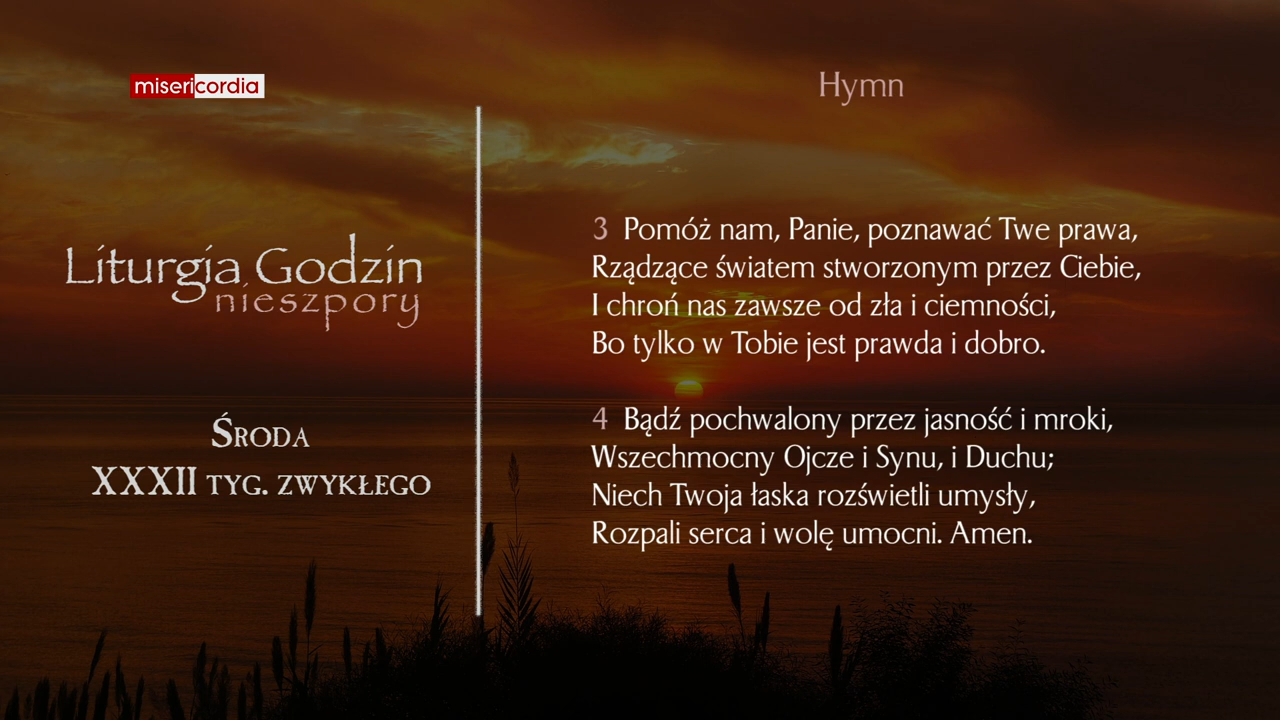 misericordia
Liturgia Godzin
nieszpory
Środa
XXXII tyg. zwykłego
Hymn
3 Pomóż nam, Panie, poznawać Twe prawa,
Rządzące światem stworzonym przez Ciebie,
I chroń nas zawsze od zła i ciemności,
Bo tylko w Tobie jest prawda i dobro.
4 Bądź pochwalony przez jasność i mroki,
Wszechmocny Ojcze i Synu, i Duchu;
Niech Twoja łaska rozświetli umysły,
Rozpali serca i wolę umocni. Amen.